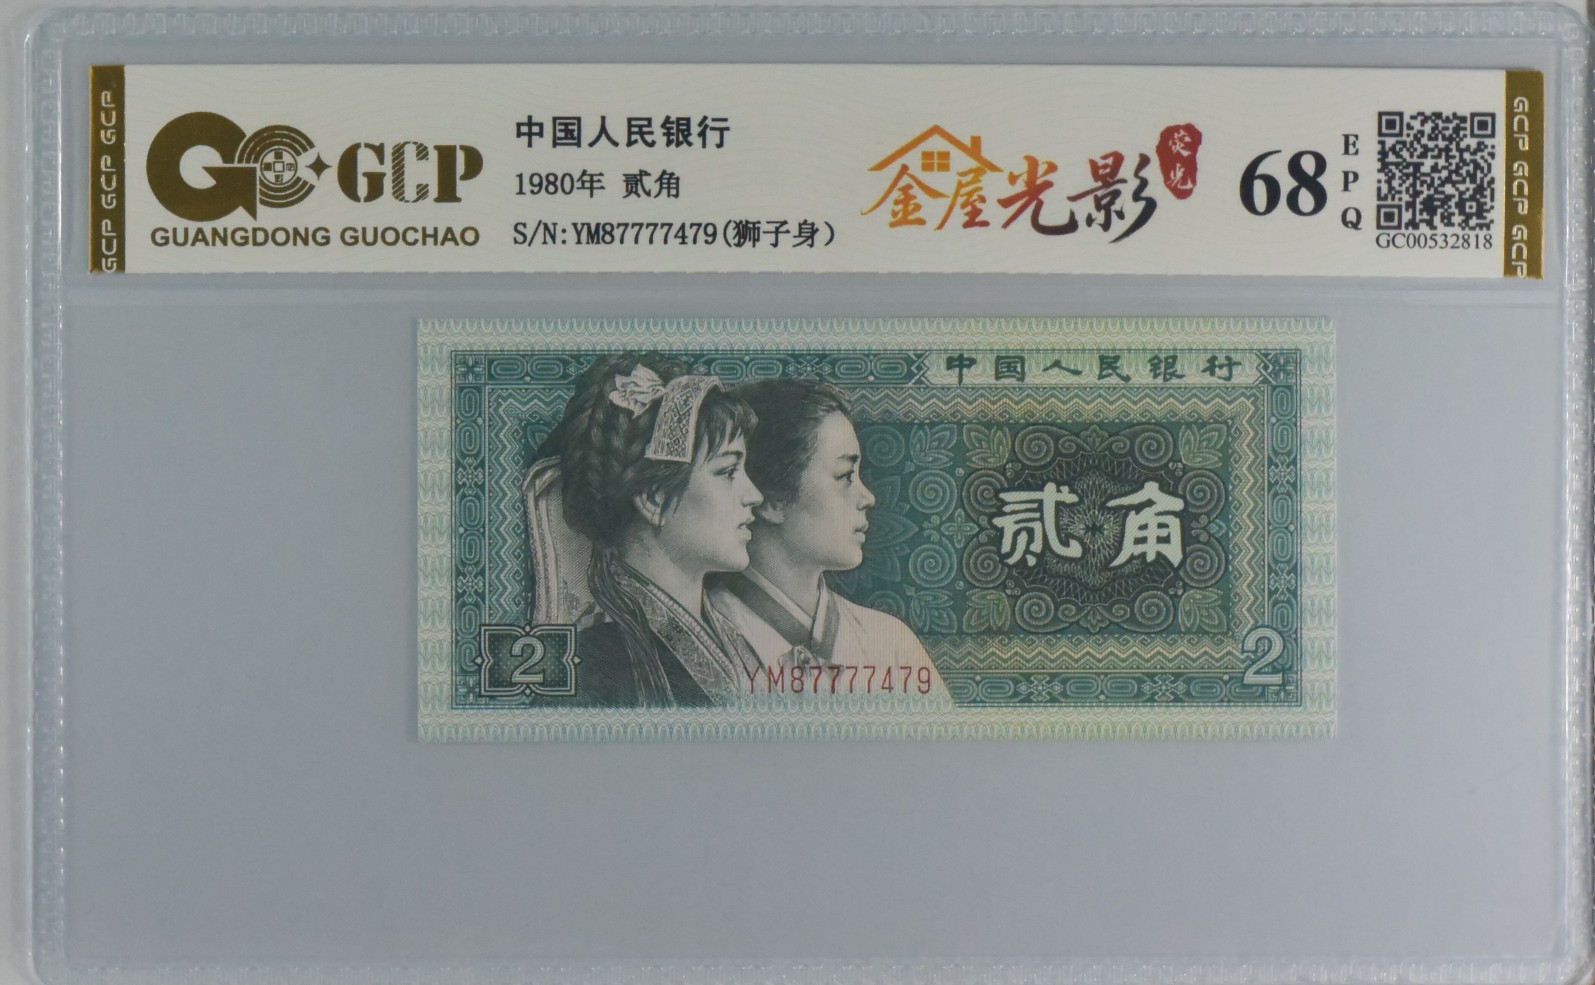 GCP GCP GCP
GCP
GUANGDONG GUOCHAO
中国人民银行
1980年 贰角
S/N:YM87777479(狮子身)
金屋光影
荧光
68
EPQ
GC00532818
GCP GCP GCP
中国人民银行
贰角
2
YM87777479
2